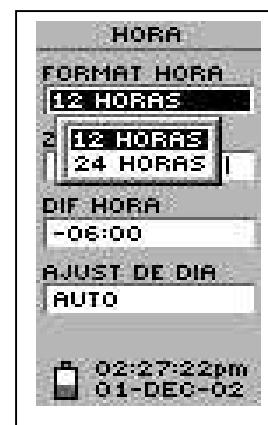 HORA
FORMAT HORA
12 HORAS
12 HORAS
24 HORAS
DIF HORA
-06:00
AJUST DE DIA
AUTO
02:27:22pm
01-DEC-02